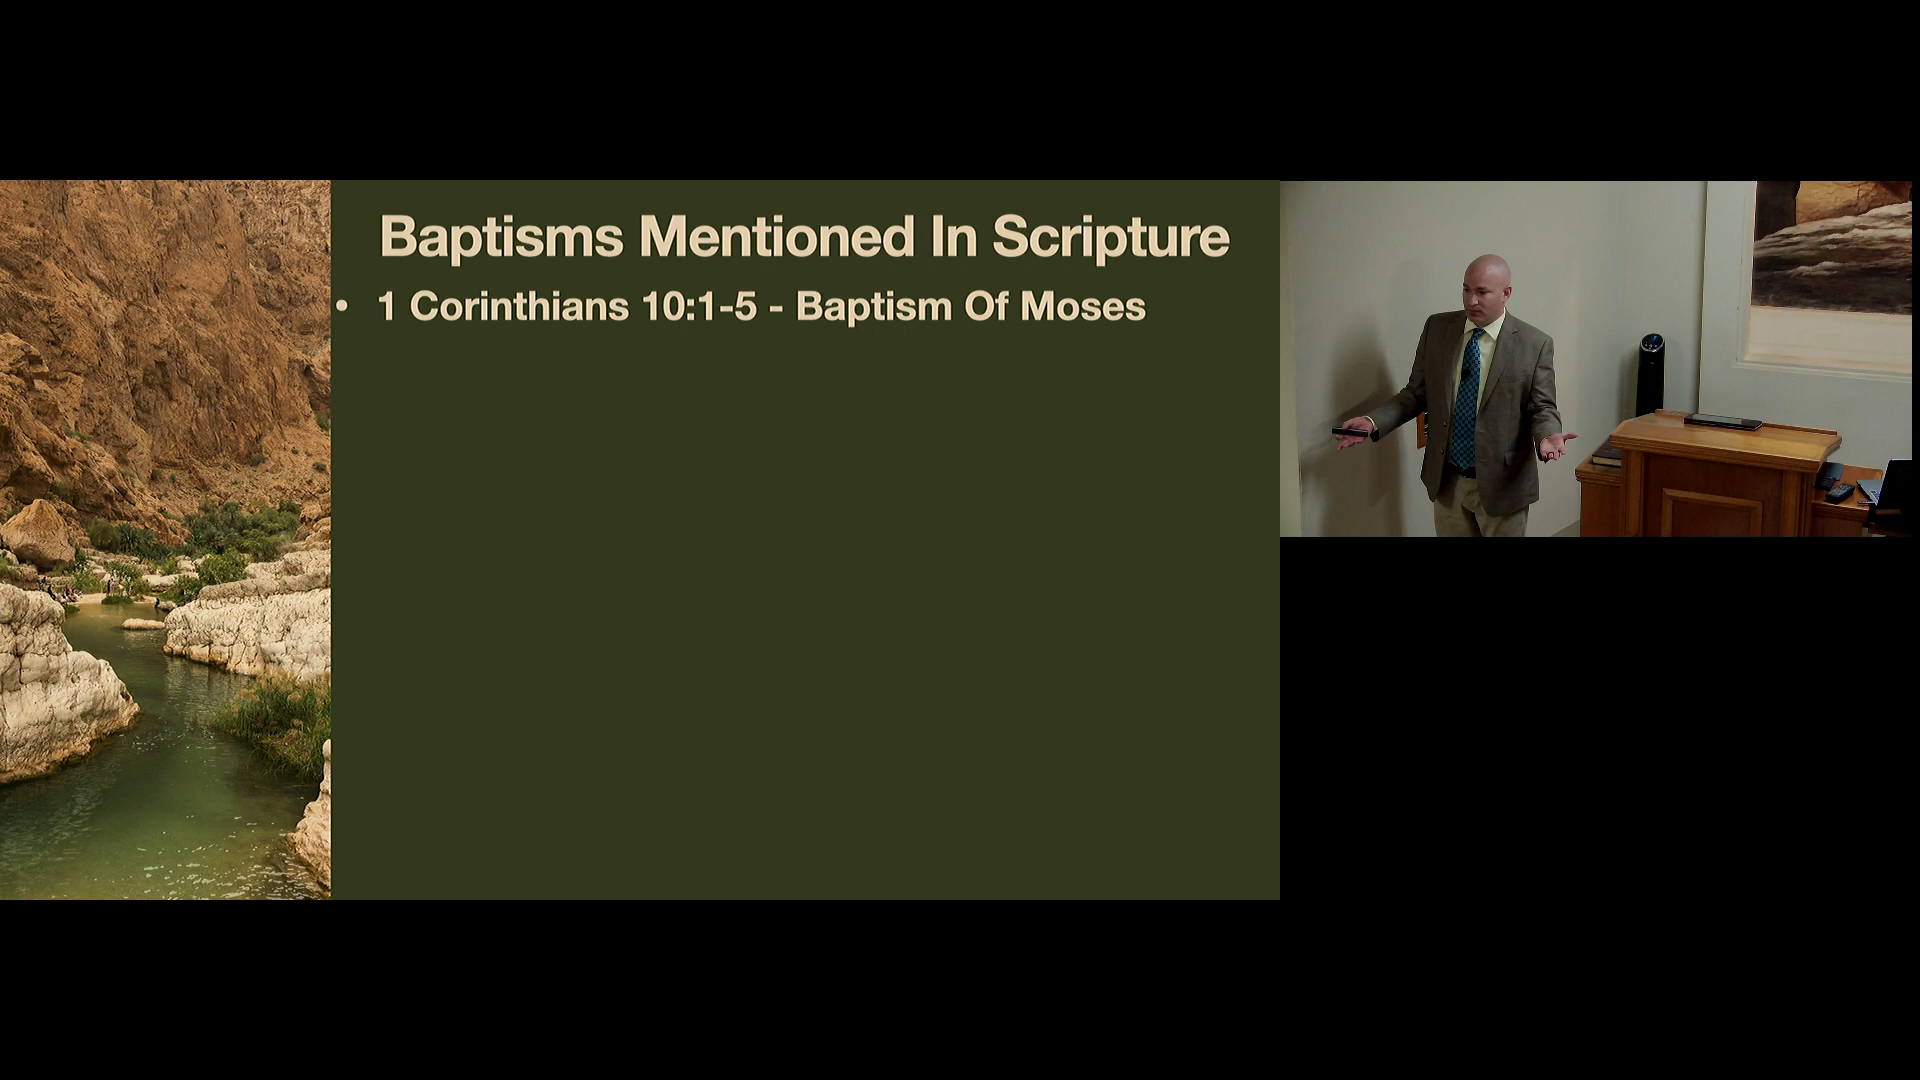 Baptisms Mentioned In Scripture
• 1 Corinthians 10:1-5 - Baptism Of Moses